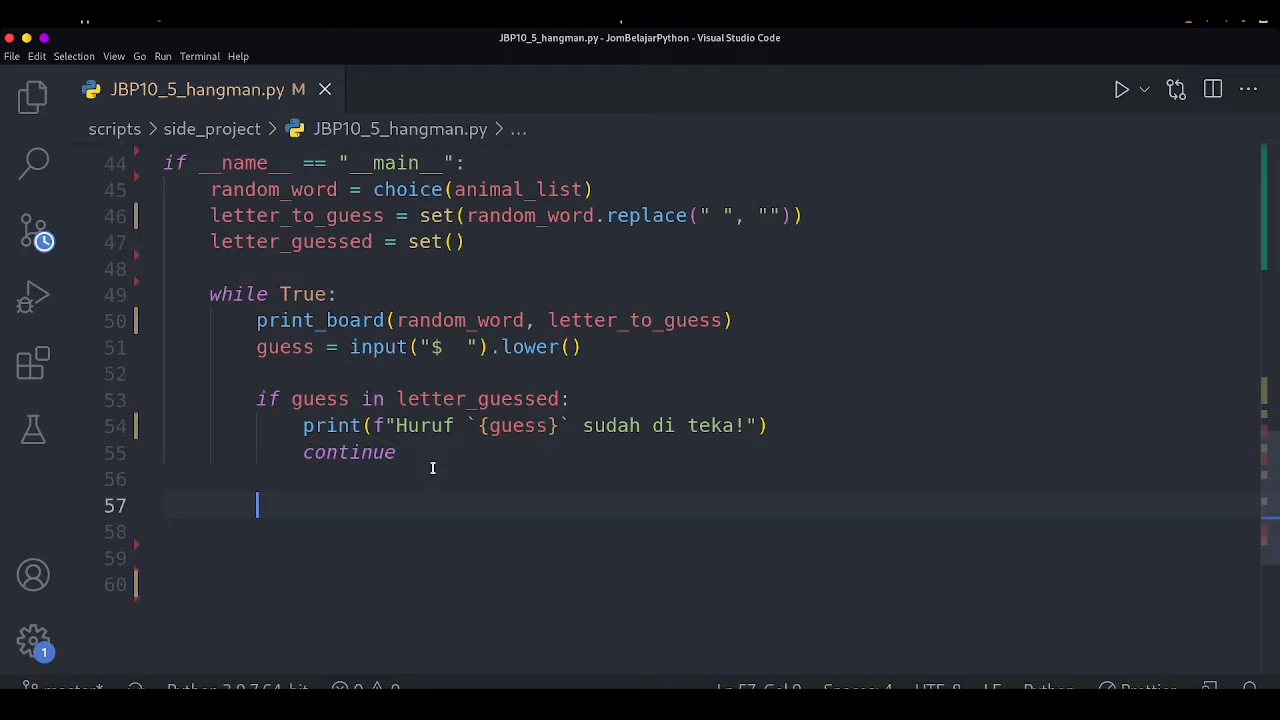 JBP10_5_hangman.py - JomBelajarPython - Visual Studio Code
File Edit Selection View Go Run Terminal Help
JBP10_5_hangman.py M
scripts > side_project > JBP10_5_hangman.py > ...
44 if __name__ == "__main__":
45 random_word = choice(animal_list)
46 letter_to_guess = set(random_word.replace(" ", ""))
47 letter_guessed = set()
48
49 while True:
50 print_board(random_word, letter_to_guess)
51 guess = input("$  ").lower()
52
53 if guess in letter_guessed:
54 print(f"Huruf `{guess}` sudah di teka!")
55 continue
56
57
58
59
60
1